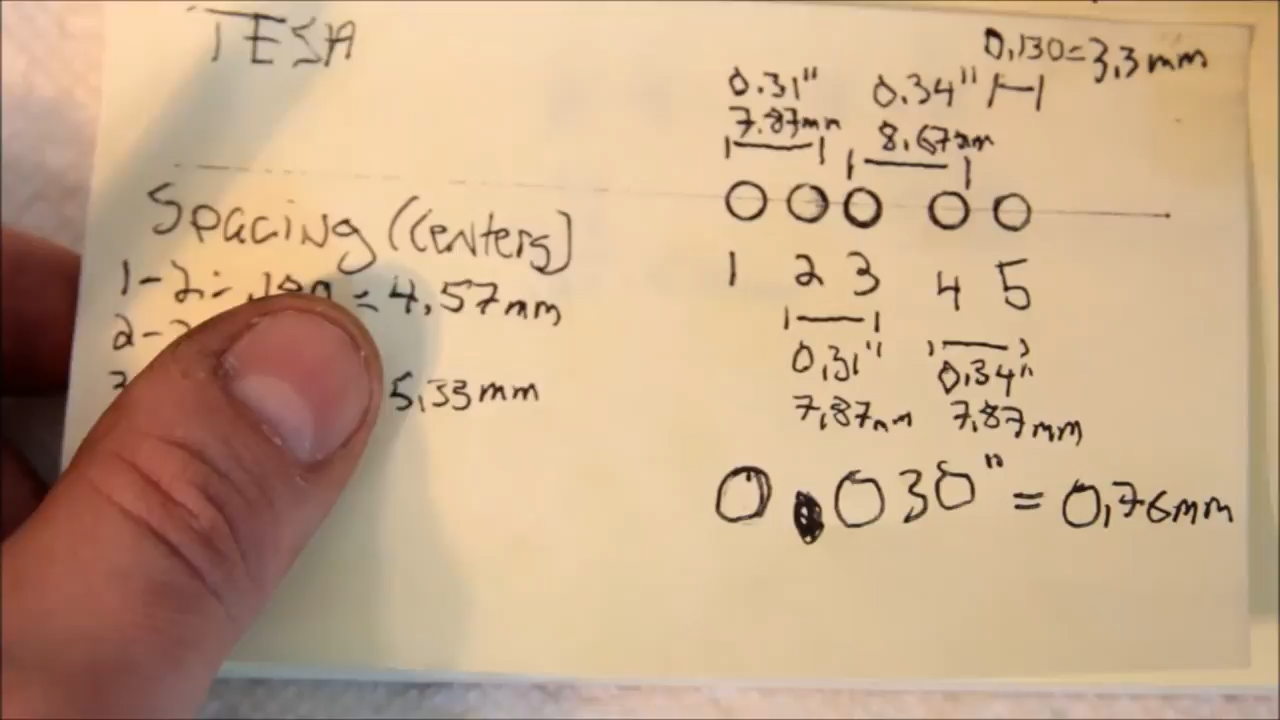 TESA
0,130=3,3mm
0.31" 0.34"
7.87mm 8,67mm
Spacing (Centers)
1 2 3 4 5
1-2= = 4,57mm
2-
3
5,33mm
0,31" 0,34"
7,87mm 7,87mm
0.030" = 0,76mm